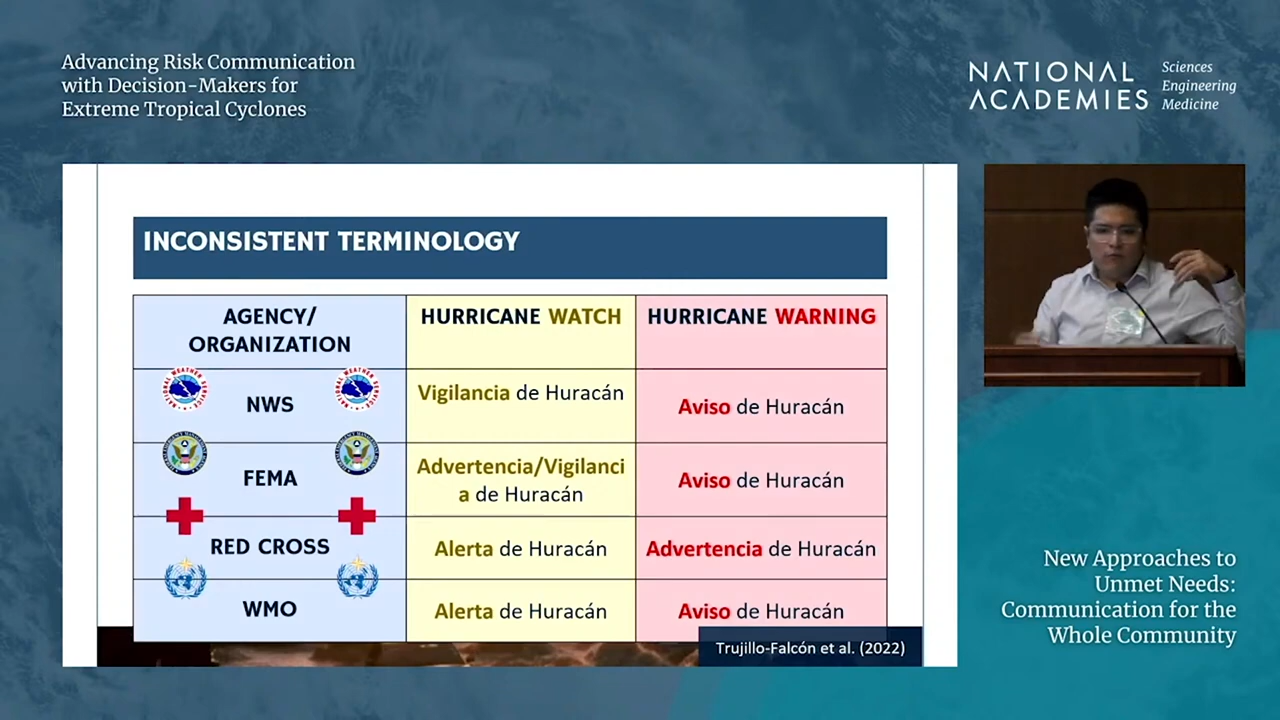 Advancing Risk Communication
with Decision-Makers for
Extreme Tropical Cyclones
NATIONAL
ACADEMIES
Sciences
Engineering
Medicine
INCONSISTENT TERMINOLOGY
AGENCY/
ORGANIZATION
HURRICANE WATCH
HURRICANE WARNING
NWS
Vigilancia de Huracán
Aviso de Huracán
FEMA
Advertencia/Vigilanci
a de Huracán
Aviso de Huracán
RED CROSS
Alerta de Huracán
Advertencia de Huracán
WMO
Alerta de Huracán
Aviso de Huracán
Trujillo-Falcón et al. (2022)
New Approaches to
Unmet Needs:
Communication for the
Whole Community